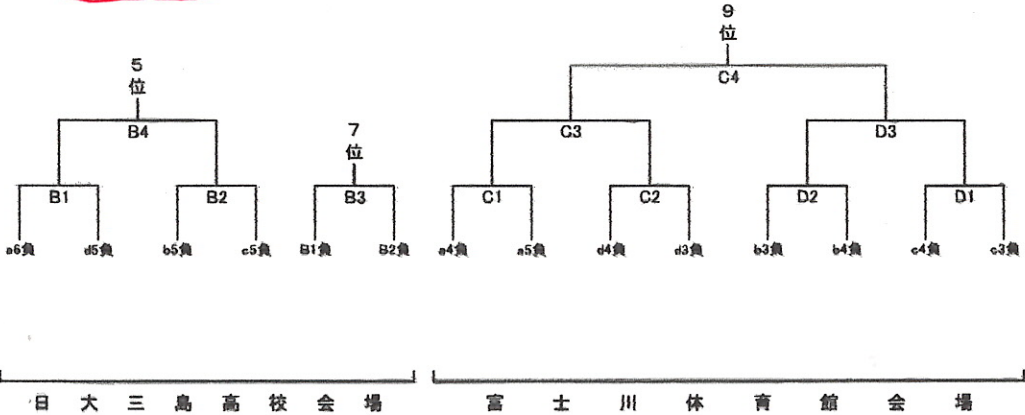 9位
C4
5位
B4
C3
D3
7位
B1 B2 B3 C1 C2 D2 D1
a6負 d5負 b5負 c5負 B1負 B2負 a4負 a5負 d4負 d3負 b3負 b4負 c4負 c3負
日大三島高校会場 富士川体育館会場